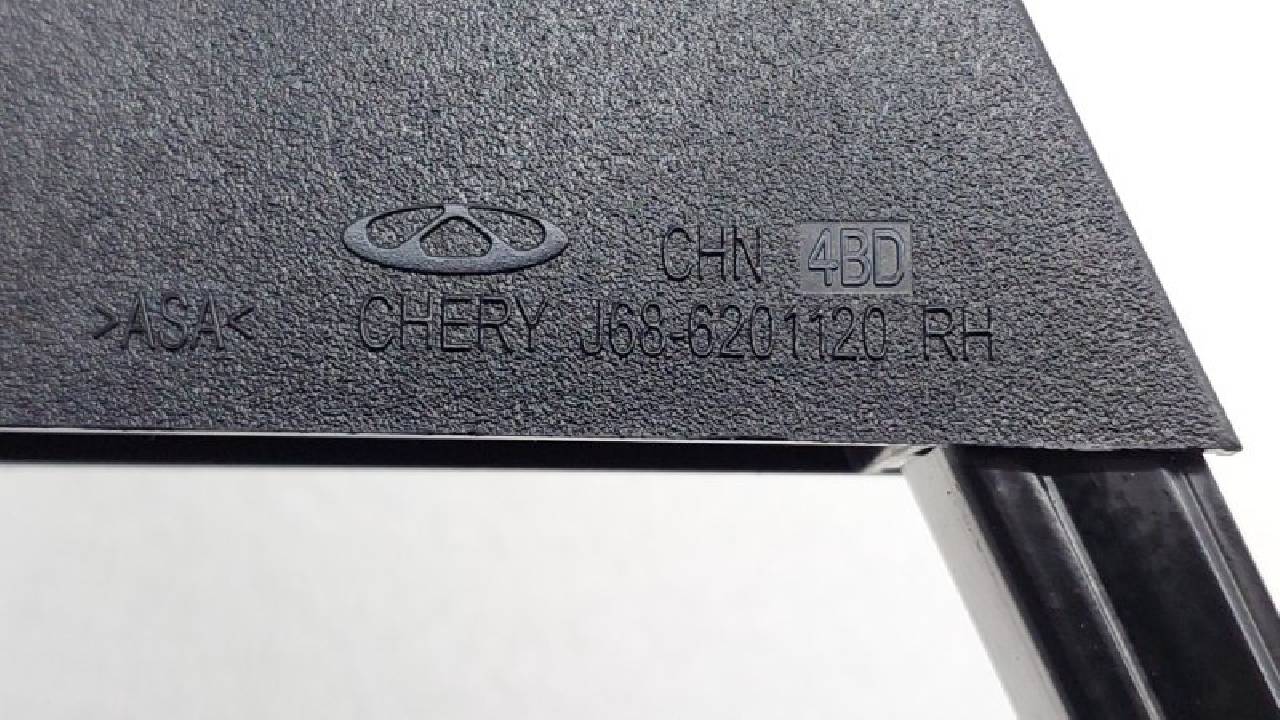 CHN 4BD
>ASA< CHERY J68-6201120 RH